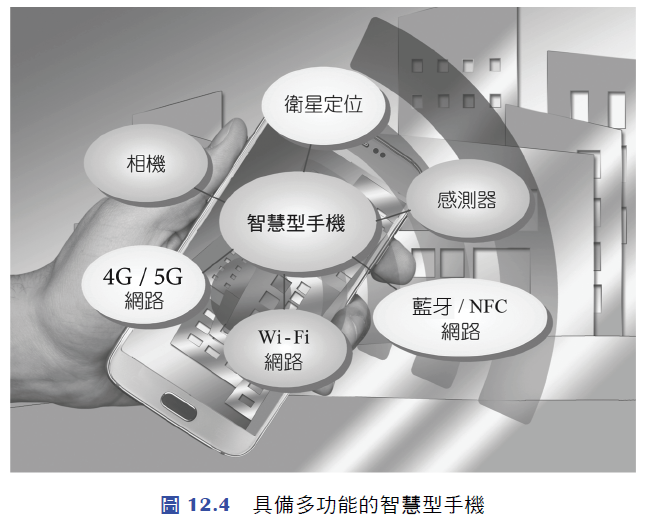 衛星定位
相機
感測器
智慧型手機
4G / 5G
網路
藍牙 / NFC
網路
Wi-Fi
網路
圖 12.4 具備多功能的智慧型手機